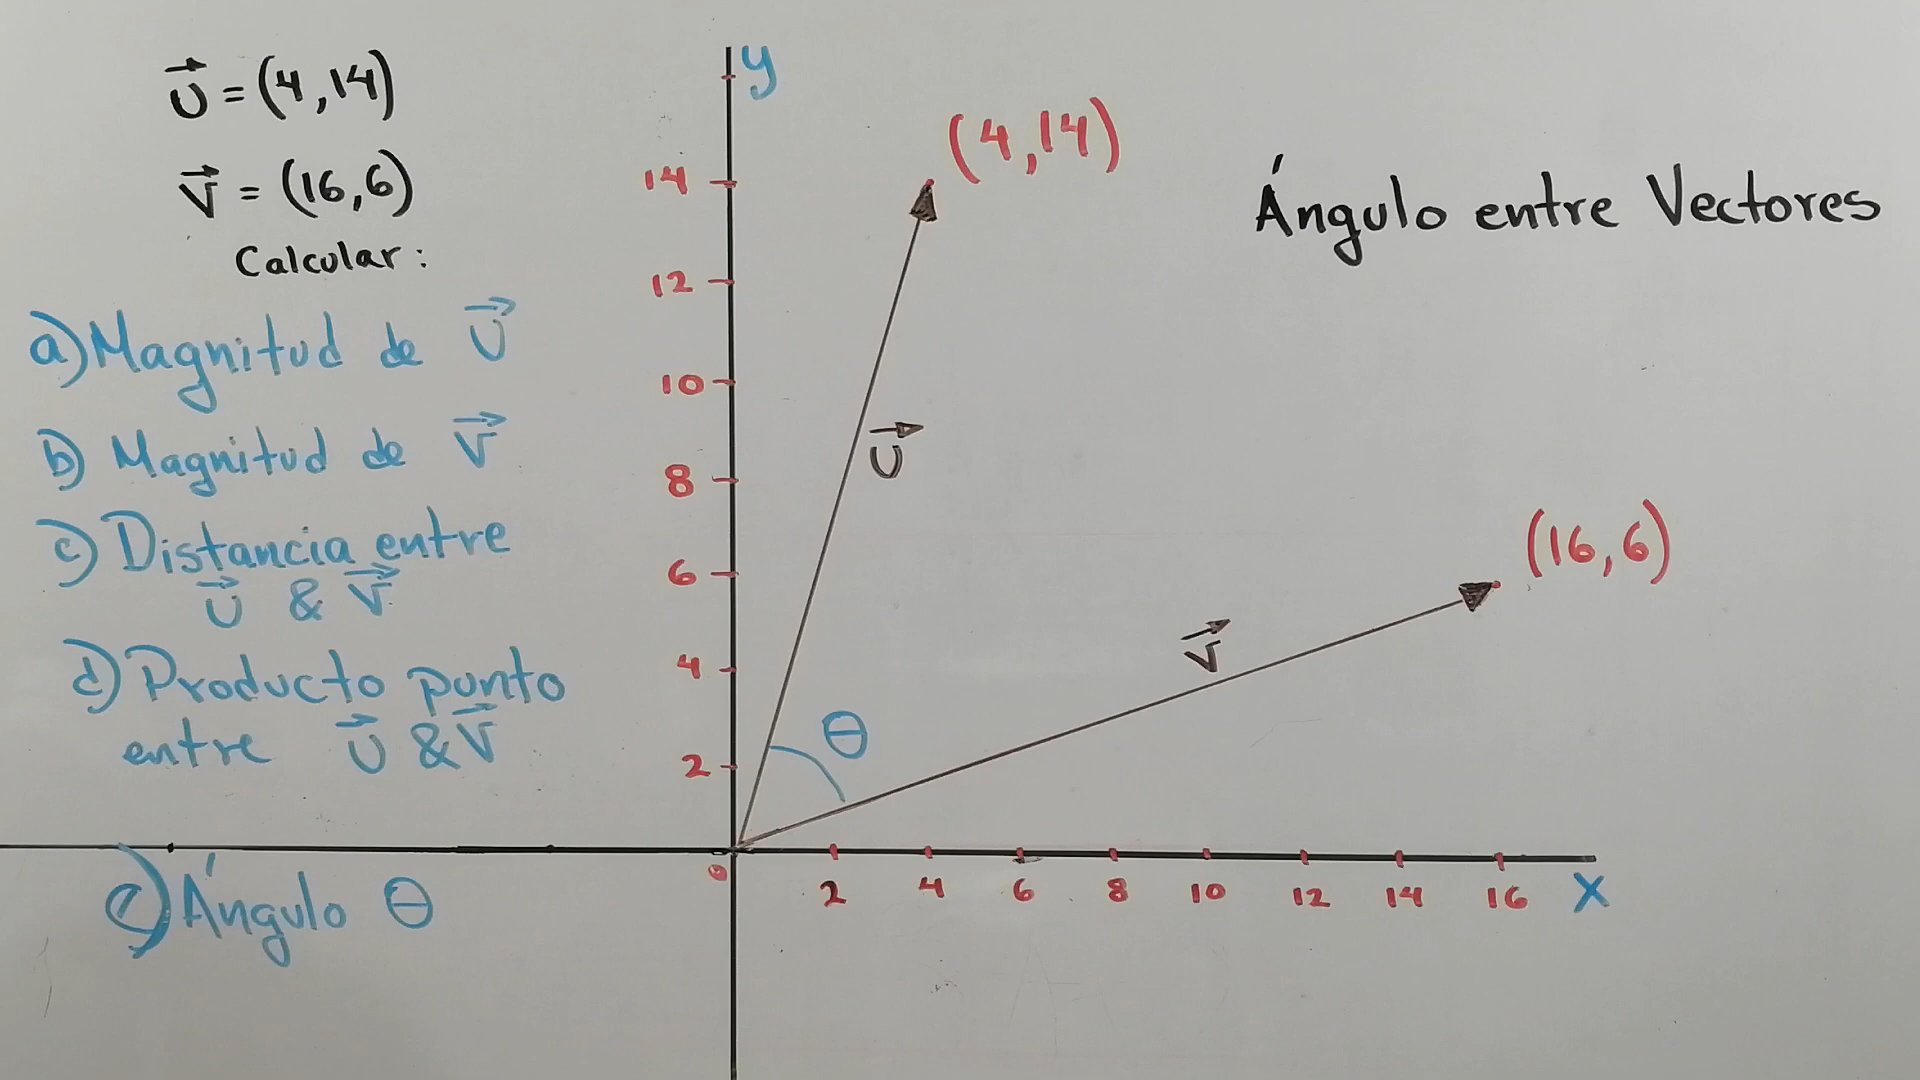 U = (4,14)
V = (16,6)
Calcular:
a) Magnitud de U
b) Magnitud de V
c) Distancia entre
U & V
d) Producto punto
entre U & V
e) Ángulo θ
y
(4,14)
Ángulo entre Vectores
14
12
10
8
6
4
2
0
U
V
(16,6)
θ
2 4 6 8 10 12 14 16 X